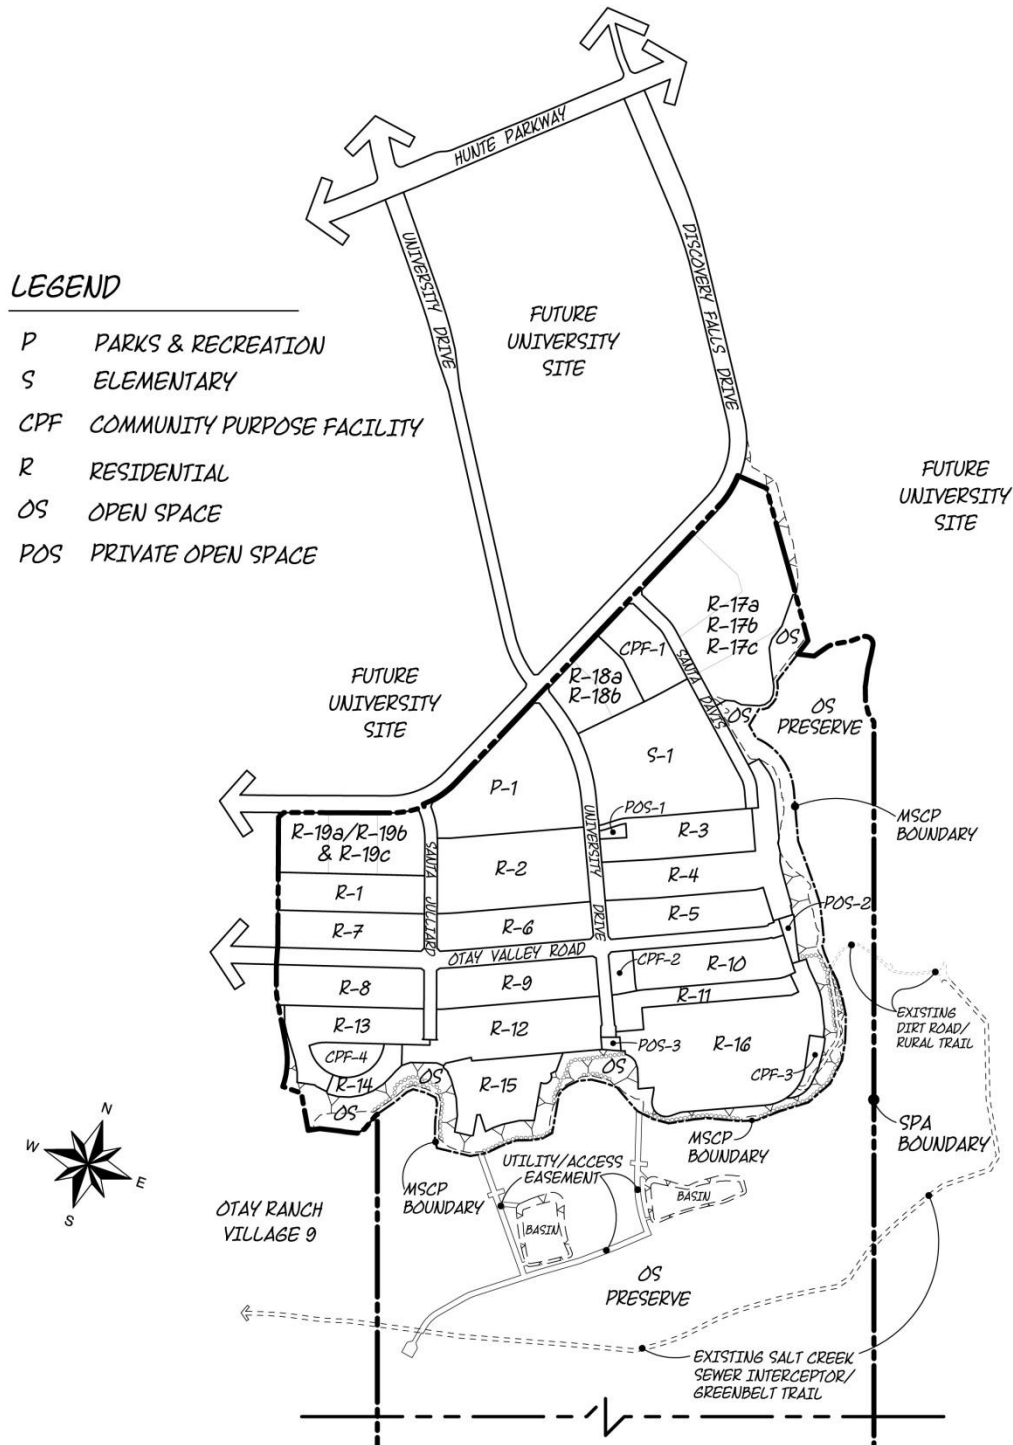 HUNTE PARKWAY
UNIVERSITY DRIVE
DISCOVERY FALLS DRIVE
LEGEND
P PARKS & RECREATION
S ELEMENTARY
CPF COMMUNITY PURPOSE FACILITY
R RESIDENTIAL
OS OPEN SPACE
POS PRIVATE OPEN SPACE
FUTURE
UNIVERSITY
SITE
FUTURE
UNIVERSITY
SITE
FUTURE
UNIVERSITY
SITE
R-17a
R-17b
R-17c
OS
CPF-1
R-18a
R-18b
SANTA DAVIS
OS
OS
PRESERVE
S-1
P-1
POS-1
R-3
MSCP
BOUNDARY
R-19a/R-19b
& R-19c
SANTA JULLIARD
R-2
UNIVERSITY DRIVE
R-4
R-1
R-5
POS-2
R-7
R-6
OTAY VALLEY ROAD
CPF-2
R-10
R-8
R-9
R-11
EXISTING
DIRT ROAD/
RURAL TRAIL
R-13
R-12
POS-3
R-16
CPF-4
CPF-3
R-14
OS
R-15
OS
OS
SPA
BOUNDARY
MSCP
BOUNDARY
N
W
E
S
UTILITY/ACCESS
EASEMENT
MSCP
BOUNDARY
BASIN
BASIN
OTAY RANCH
VILLAGE 9
OS
PRESERVE
EXISTING SALT CREEK
SEWER INTERCEPTOR/
GREENBELT TRAIL